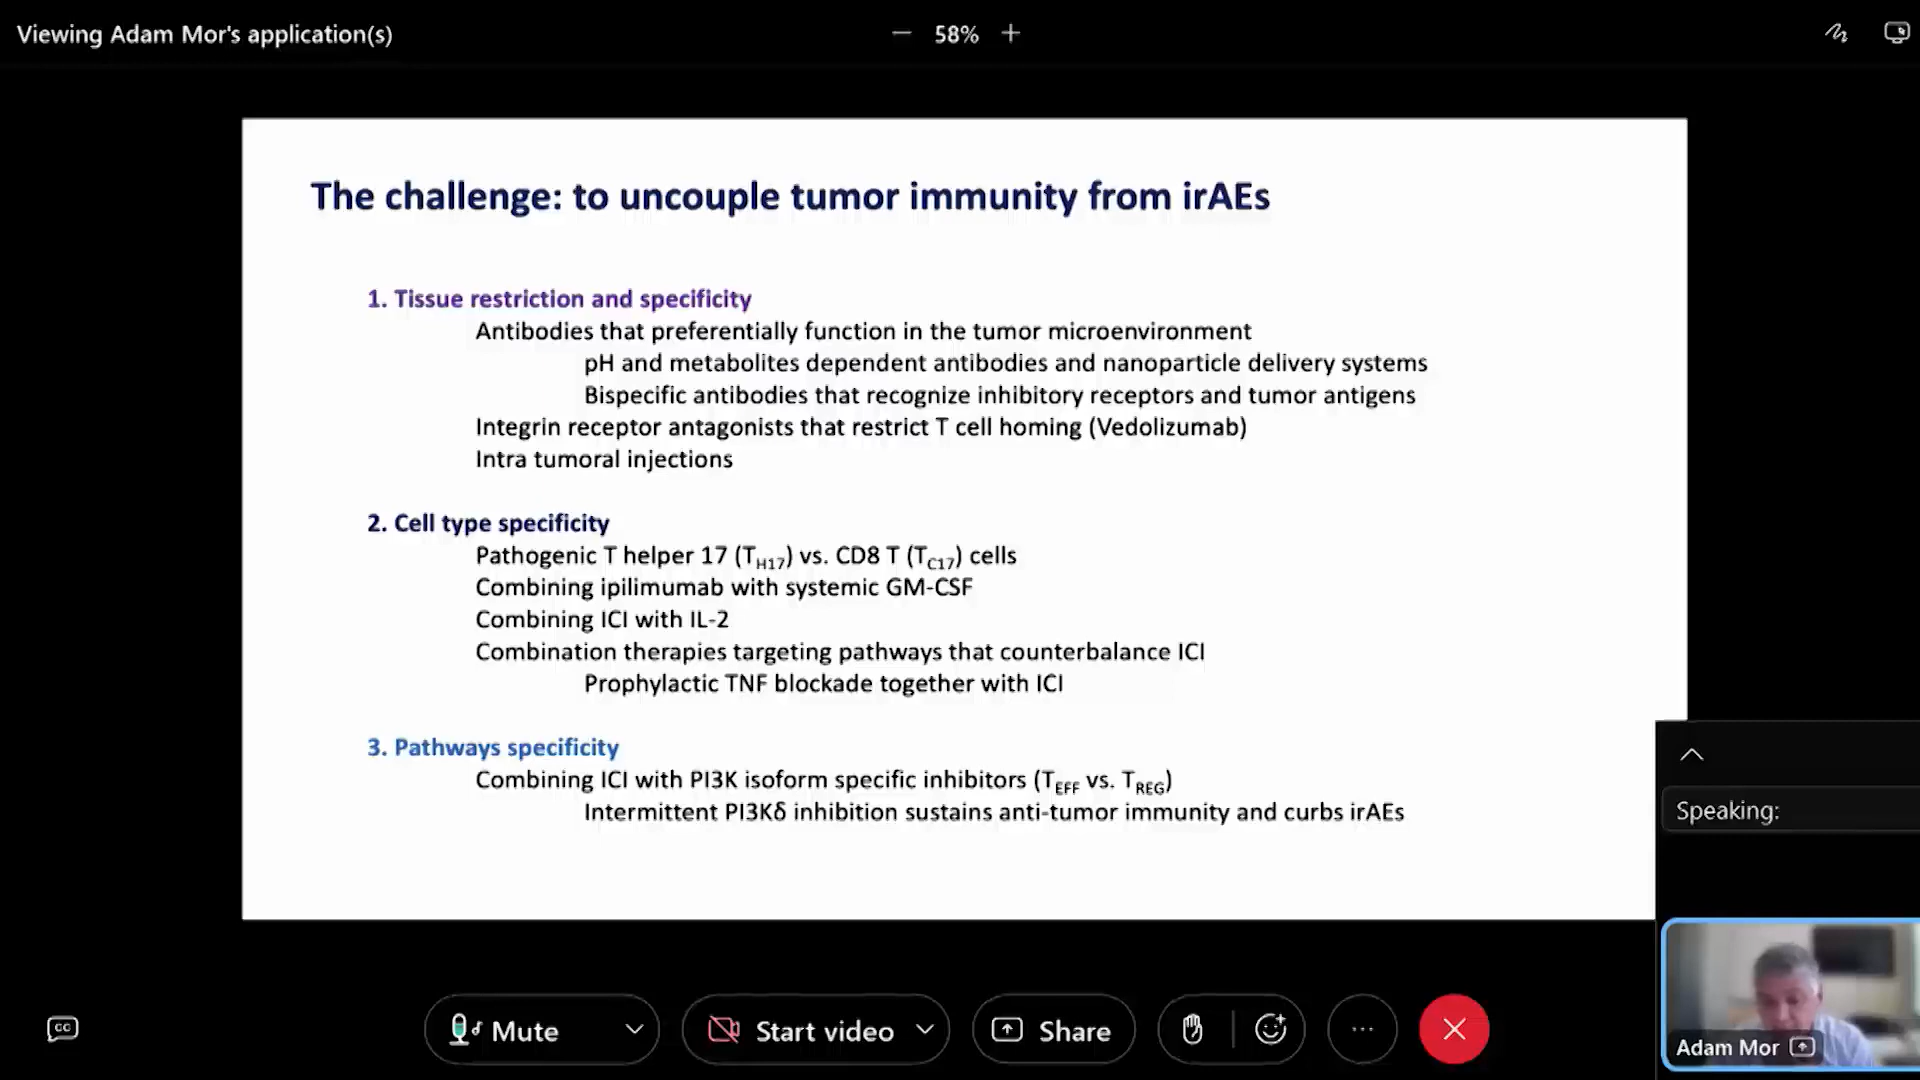 Viewing Adam Mor's application(s)
58%
The challenge: to uncouple tumor immunity from irAEs
1. Tissue restriction and specificity
Antibodies that preferentially function in the tumor microenvironment
pH and metabolites dependent antibodies and nanoparticle delivery systems
Bispecific antibodies that recognize inhibitory receptors and tumor antigens
Integrin receptor antagonists that restrict T cell homing (Vedolizumab)
Intra tumoral injections
2. Cell type specificity
Pathogenic T helper 17 (TH17) vs. CD8 T (TC17) cells
Combining ipilimumab with systemic GM-CSF
Combining ICI with IL-2
Combination therapies targeting pathways that counterbalance ICI
Prophylactic TNF blockade together with ICI
3. Pathways specificity
Combining ICI with PI3K isoform specific inhibitors (TEFF vs. TREG)
Intermittent PI3Kδ inhibition sustains anti-tumor immunity and curbs irAEs
Speaking:
Adam Mor
CC
Mute
Start video
Share